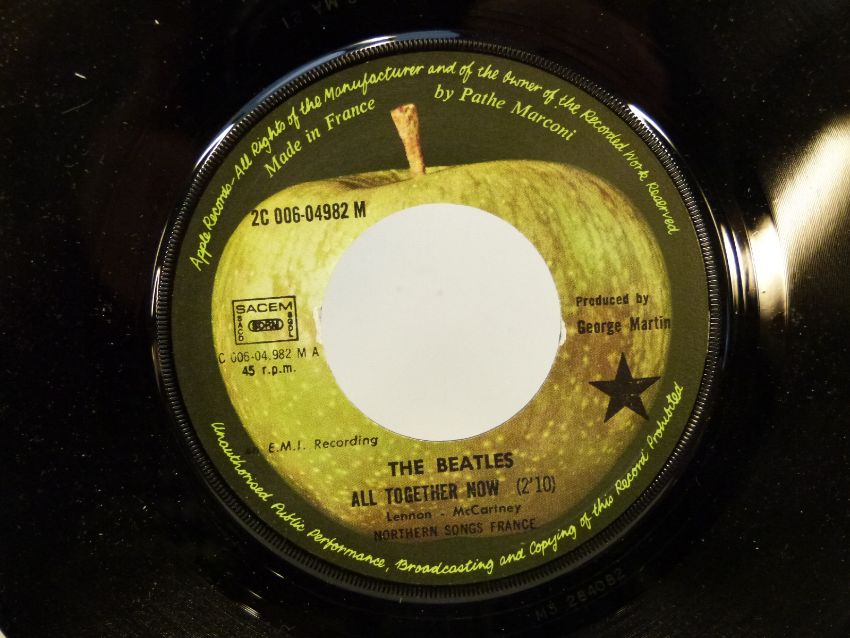 Apple Records-All Rights of the Manufacturer and of the Owner of the Recorded Work Reserved
Made in France
by Pathe Marconi
2C 006-04982 M
SACEM
SACD
SDRM
SGDL
C 006-04.982 M A
45 r.p.m.
Produced by
George Martin
E.M.I. Recording
THE BEATLES
ALL TOGETHER NOW (2'10)
Lennon - McCartney
NORTHERN SONGS FRANCE
Unauthorised Public Performance, Broadcasting and Copying of this Record Prohibited